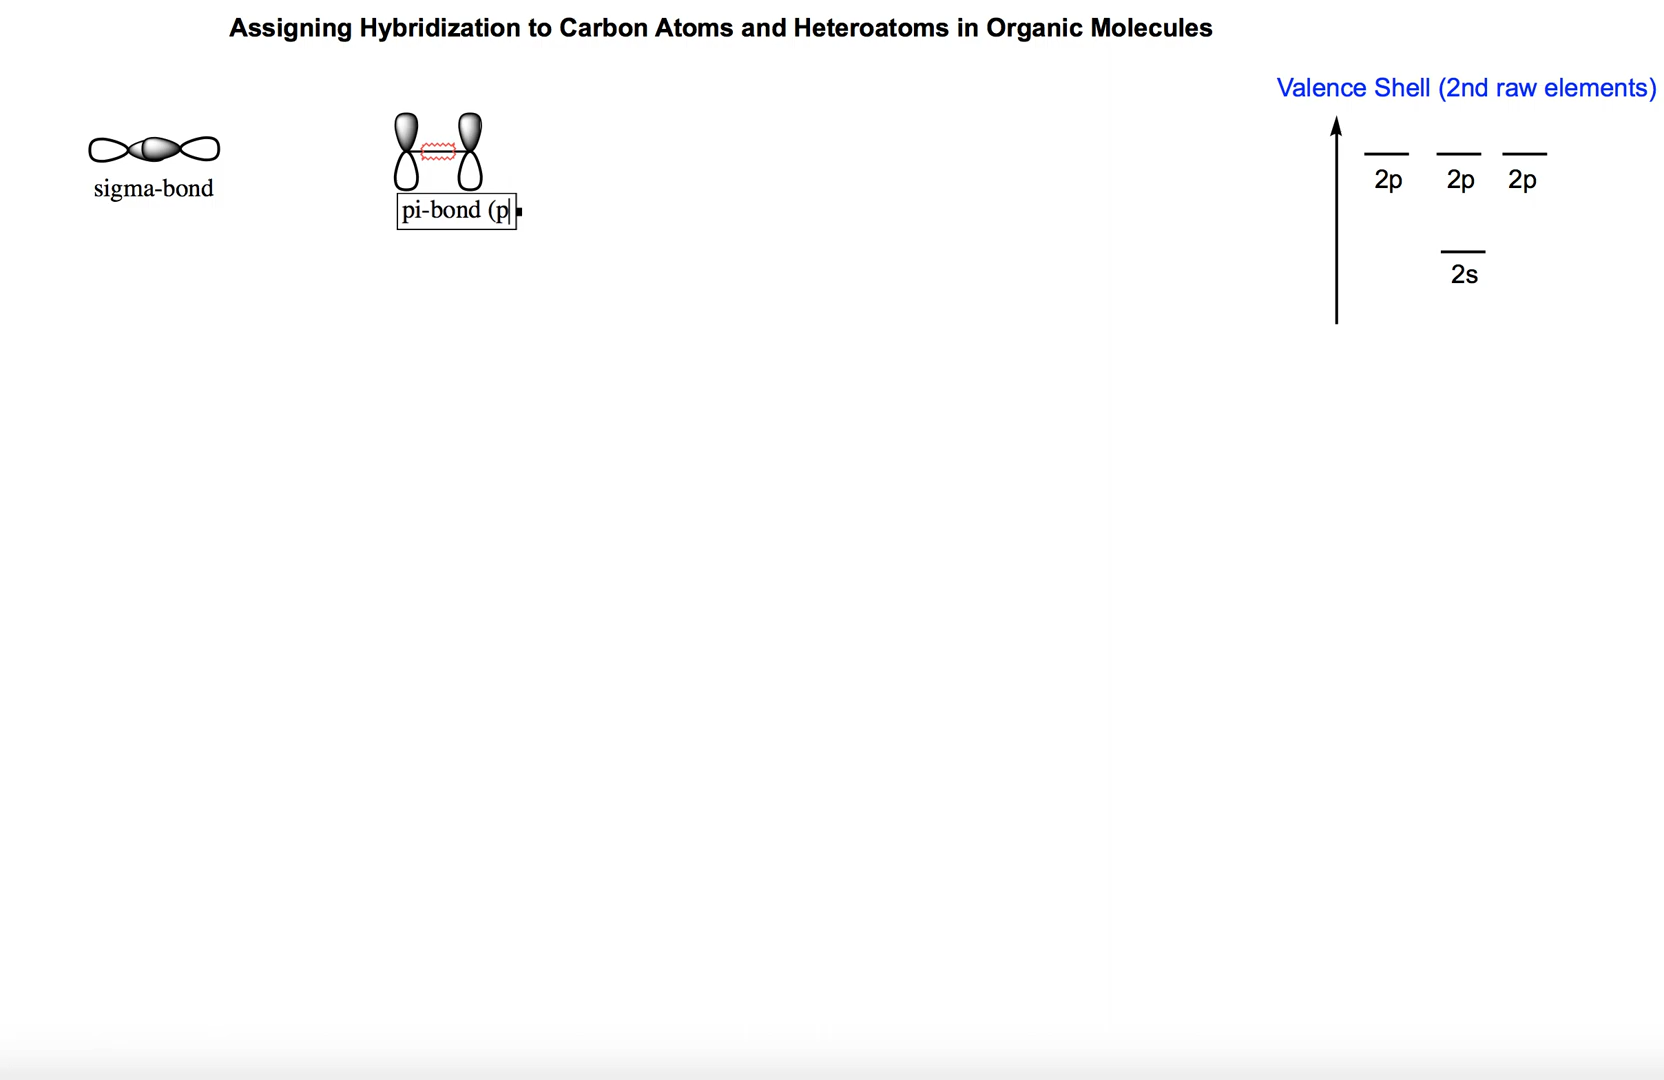 Assigning Hybridization to Carbon Atoms and Heteroatoms in Organic Molecules
Valence Shell (2nd raw elements)
sigma-bond
pi-bond (p
2p 2p 2p
2s